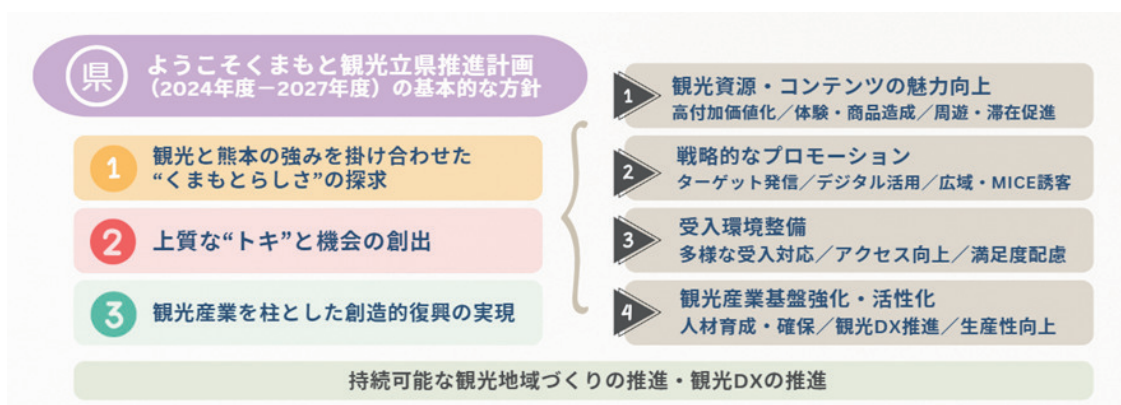 県
ようこそくまもと観光立県推進計画
（2024年度－2027年度）の基本的な方針
1
観光と熊本の強みを掛け合わせた
“くまもとらしさ”の探求
2
上質な“トキ”と機会の創出
3
観光産業を柱とした創造的復興の実現
1
観光資源・コンテンツの魅力向上
高付加価値化／体験・商品造成／周遊・滞在促進
2
戦略的なプロモーション
ターゲット発信／デジタル活用／広域・MICE誘客
3
受入環境整備
多様な受入対応／アクセス向上／満足度配慮
4
観光産業基盤強化・活性化
人材育成・確保／観光DX推進／生産性向上
持続可能な観光地域づくりの推進・観光DXの推進